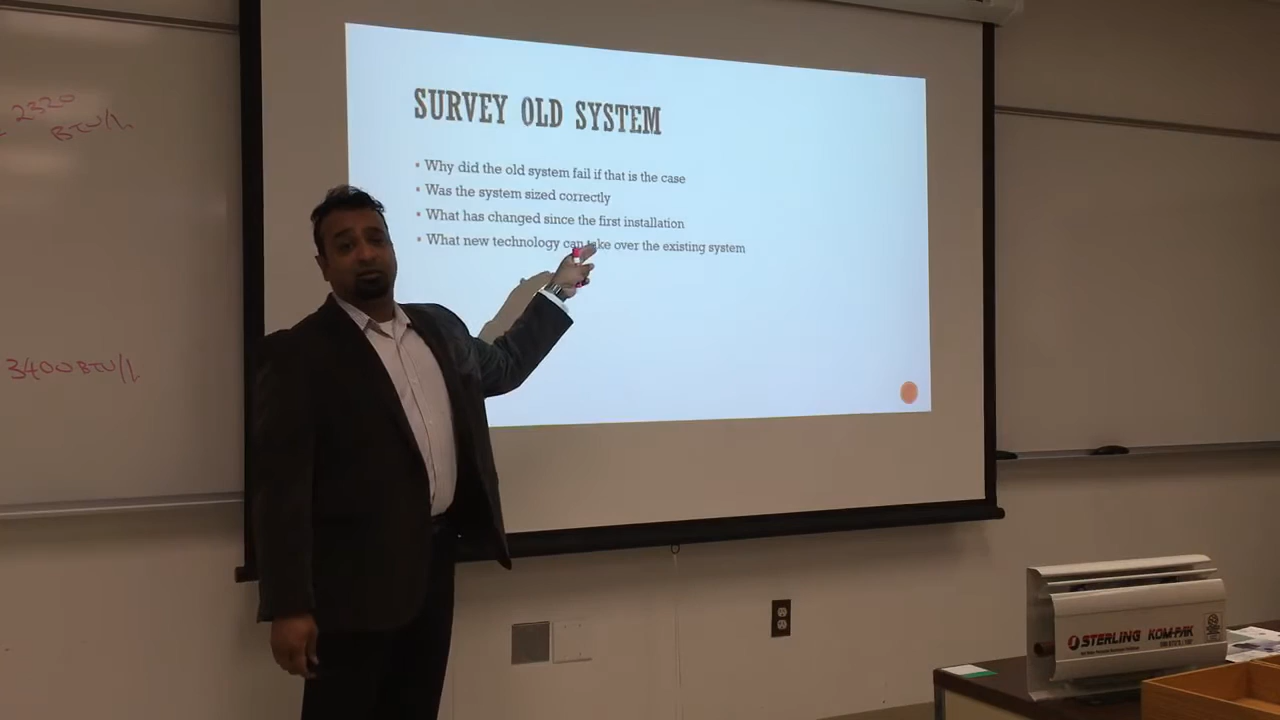 2320
BTU/h
3400 BTU/h
SURVEY OLD SYSTEM
Why did the old system fail if that is the case
Was the system sized correctly
What has changed since the first installation
What new technology can take over the existing system
STERLING KOM-PAK